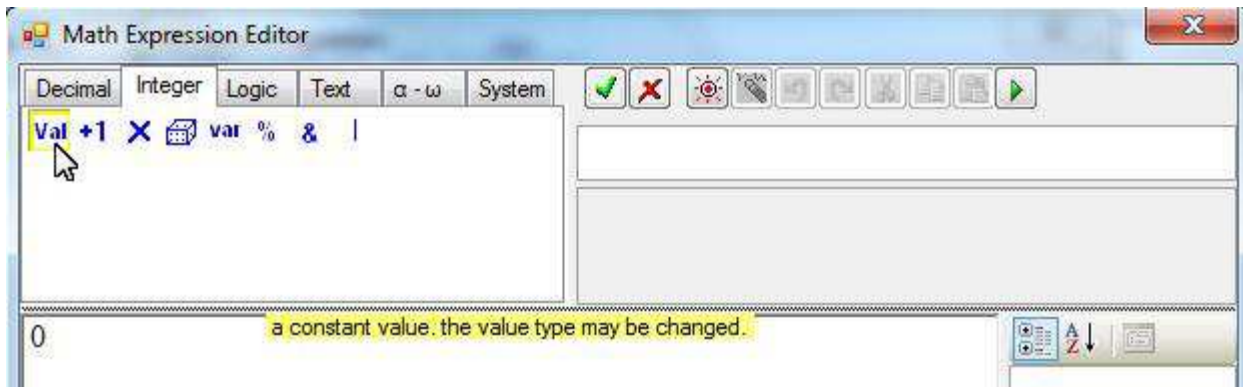 Math Expression Editor
Decimal Integer Logic Text α - ω System
Val +1 X var % & |
0
a constant value. the value type may be changed.
A
Z